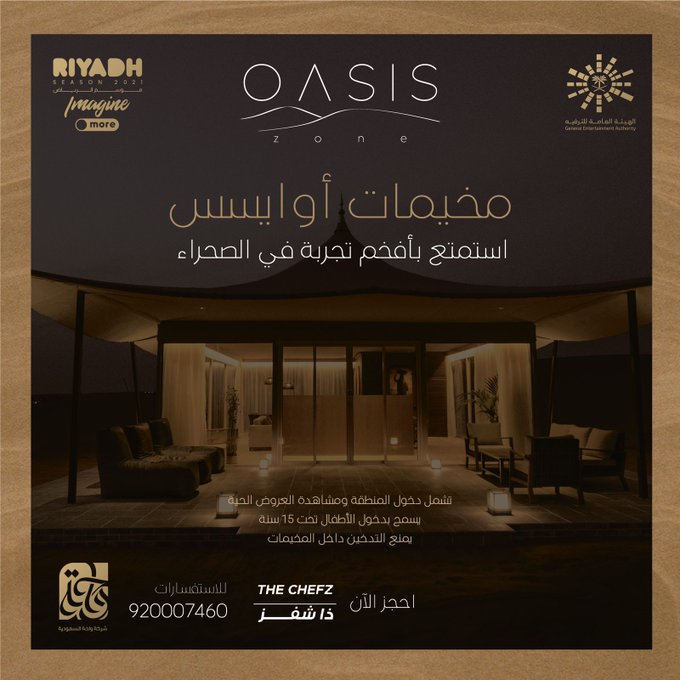 RIYADH
SEASON 2021
موسم الرياض
Imagine
more
OASIS
zone
الهيئة العامة للترفيه
General Entertainment Authority
مخيمات أوايسس
استمتع بأفخم تجربة في الصحراء
تشمل دخول المنطقة ومشاهدة العروض الحية
يسمح بدخول الأطفال تحت 15 سنة
يمنع التدخين داخل المخيمات
احجز الآن
THE CHEFZ
ذا شفز
للاستفسارات
920007460
شركة واحة السعودية